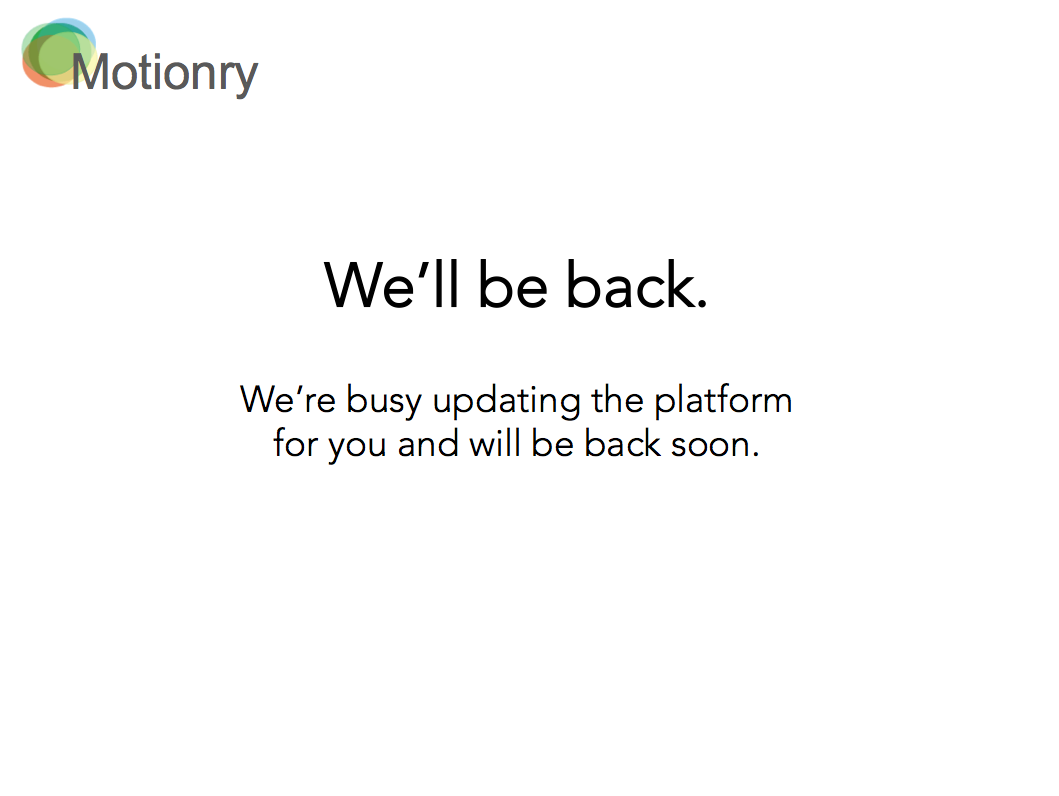 Motionry
We’ll be back.
We’re busy updating the platform
for you and will be back soon.